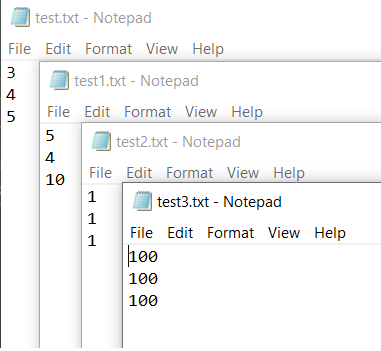 test.txt - Notepad
File Edit Format View Help
3
4
5
test1.txt - Notepad
File Edit Format View Help
5
4
10
test2.txt - Notepad
File Edit Format View Help
1
1
1
test3.txt - Notepad
File Edit Format View Help
100
100
100